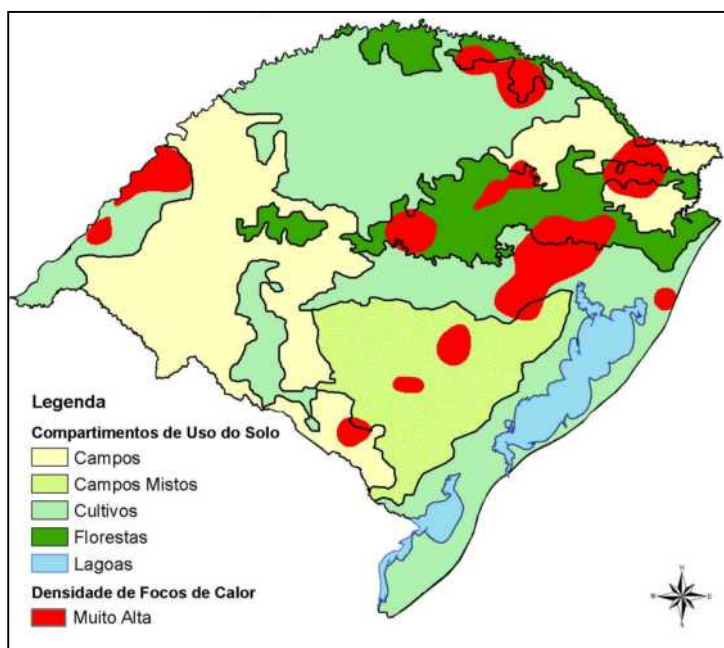 Legenda
Compartimentos de Uso do Solo
Campos
Campos Mistos
Cultivos
Florestas
Lagoas
Densidade de Focos de Calor
Muito Alta
N
W
E
S